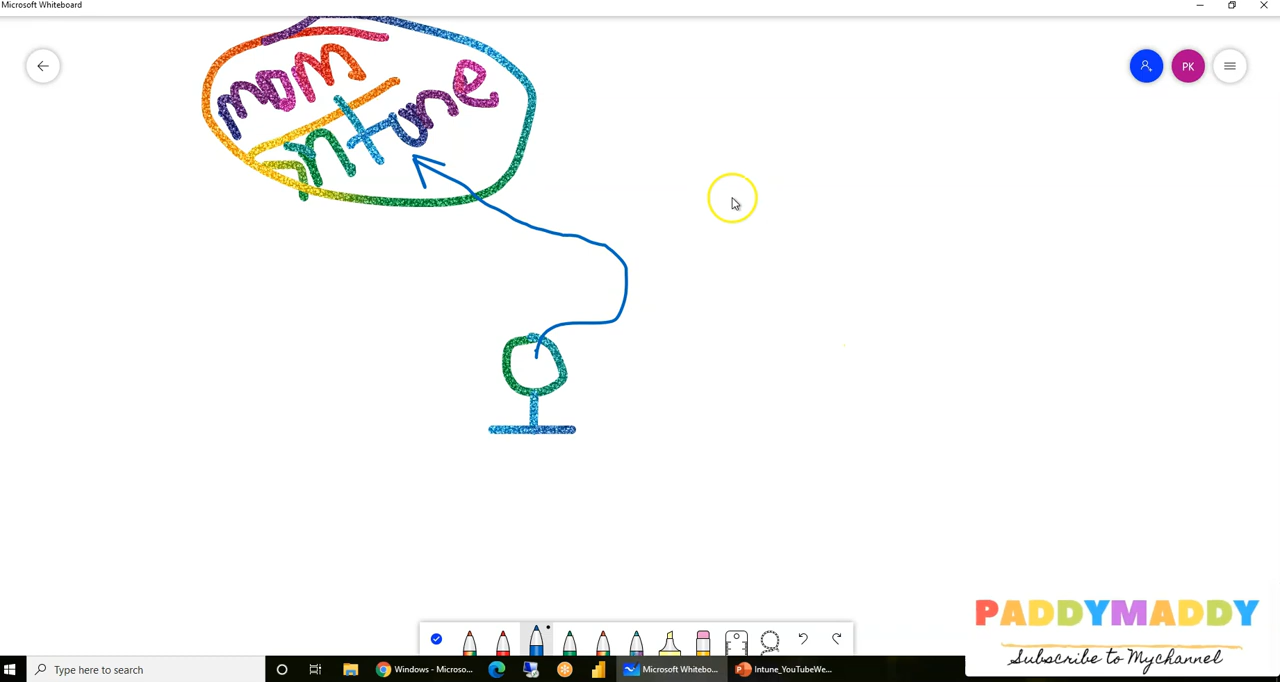 Microsoft Whiteboard
PK
mom
intune
PADDYMADDY
Subscribe to Mychannel
Type here to search
Windows - Microso...
Microsoft Whitebo...
Intune_YouTubeWe...